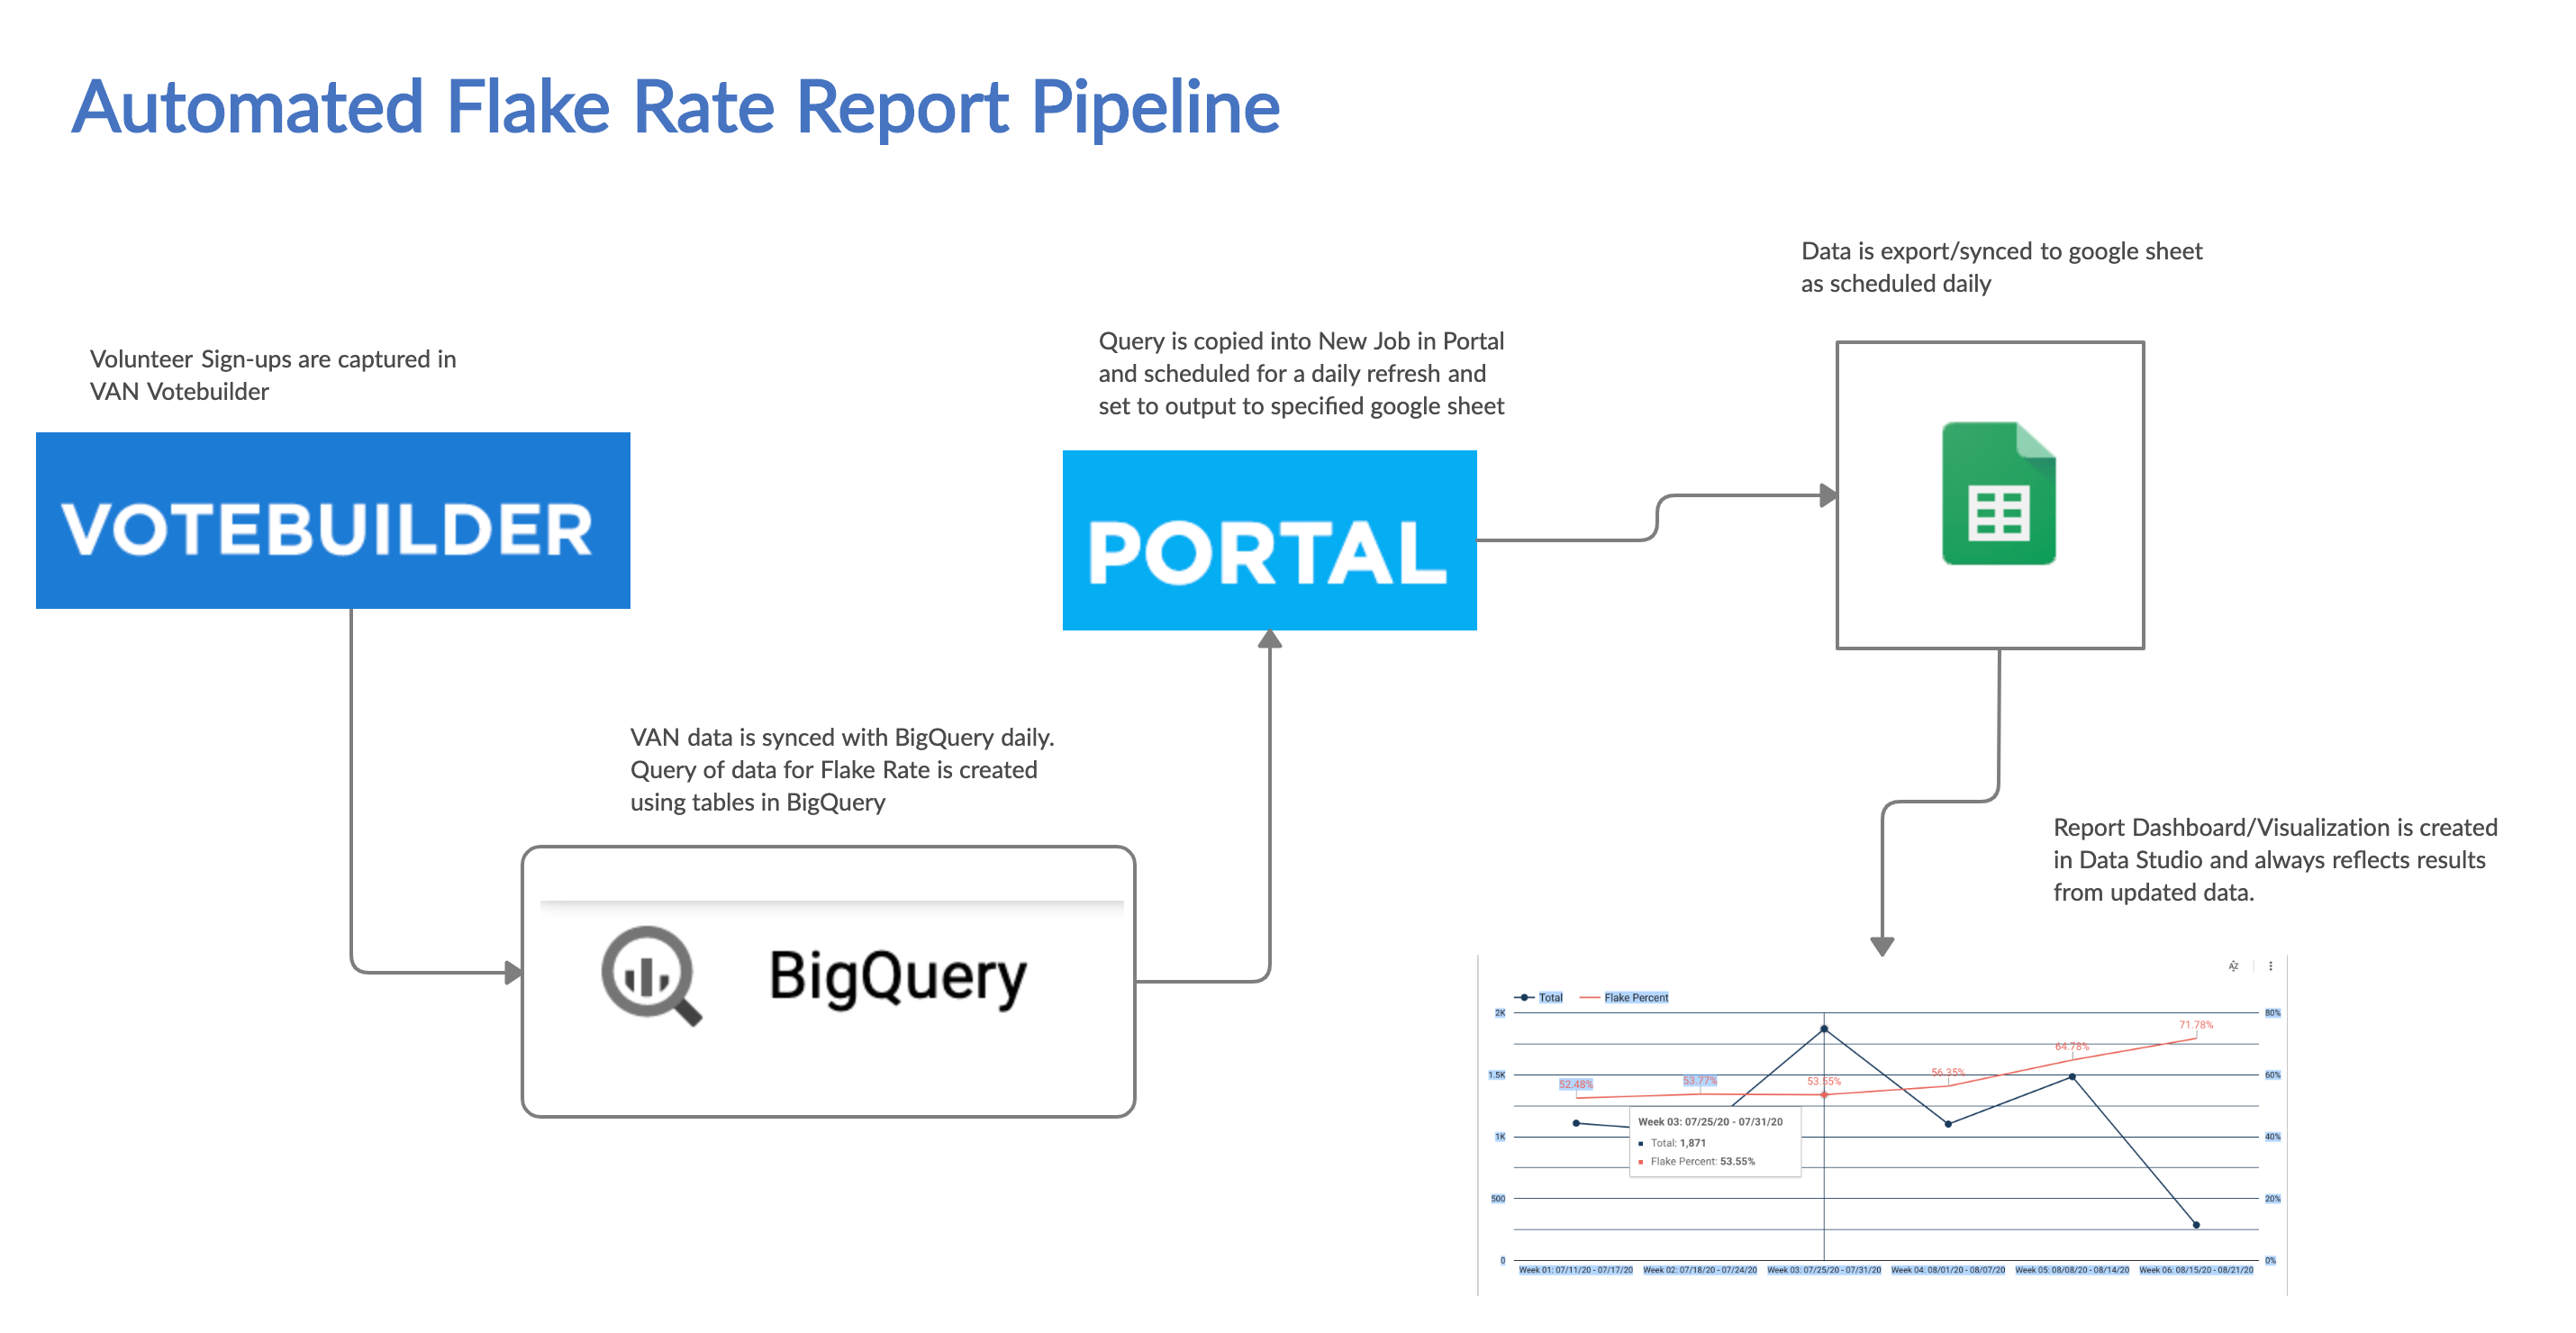 Automated Flake Rate Report Pipeline
Volunteer Sign-ups are captured in
VAN Votebuilder
VOTEBUILDER
VAN data is synced with BigQuery daily.
Query of data for Flake Rate is created
using tables in BigQuery
BigQuery
Query is copied into New Job in Portal
and scheduled for a daily refresh and
set to output to specified google sheet
PORTAL
Data is export/synced to google sheet
as scheduled daily
Report Dashboard/Visualization is created
in Data Studio and always reflects results
from updated data.
AZ
Total Flake Percent
2K
1.5K
1K
500
0
80%
60%
40%
20%
0%
52.48%
53.77%
53.55%
56.35%
64.78%
71.78%
Week 03: 07/25/20 - 07/31/20
Total: 1,871
Flake Percent: 53.55%
Week 01: 07/11/20 - 07/17/20
Week 02: 07/18/20 - 07/24/20
Week 03: 07/25/20 - 07/31/20
Week 04: 08/01/20 - 08/07/20
Week 05: 08/08/20 - 08/14/20
Week 06: 08/15/20 - 08/21/20